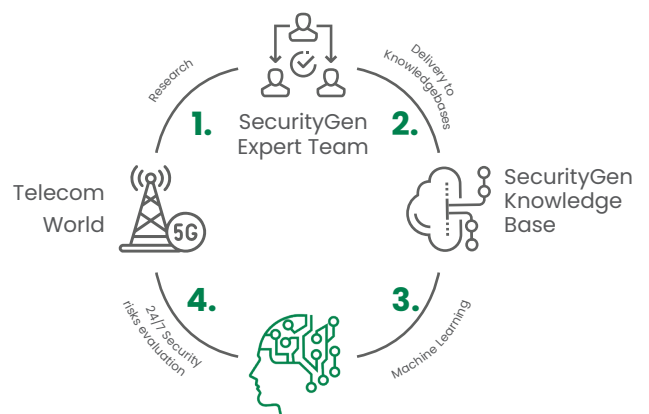 Research
1.
SecurityGen
Expert Team
2.
Delivery to
Knowledgebases
Telecom
World
5G
SecurityGen
Knowledge
Base
4.
24/7 Security
risks evaluation
3.
Machine Learning